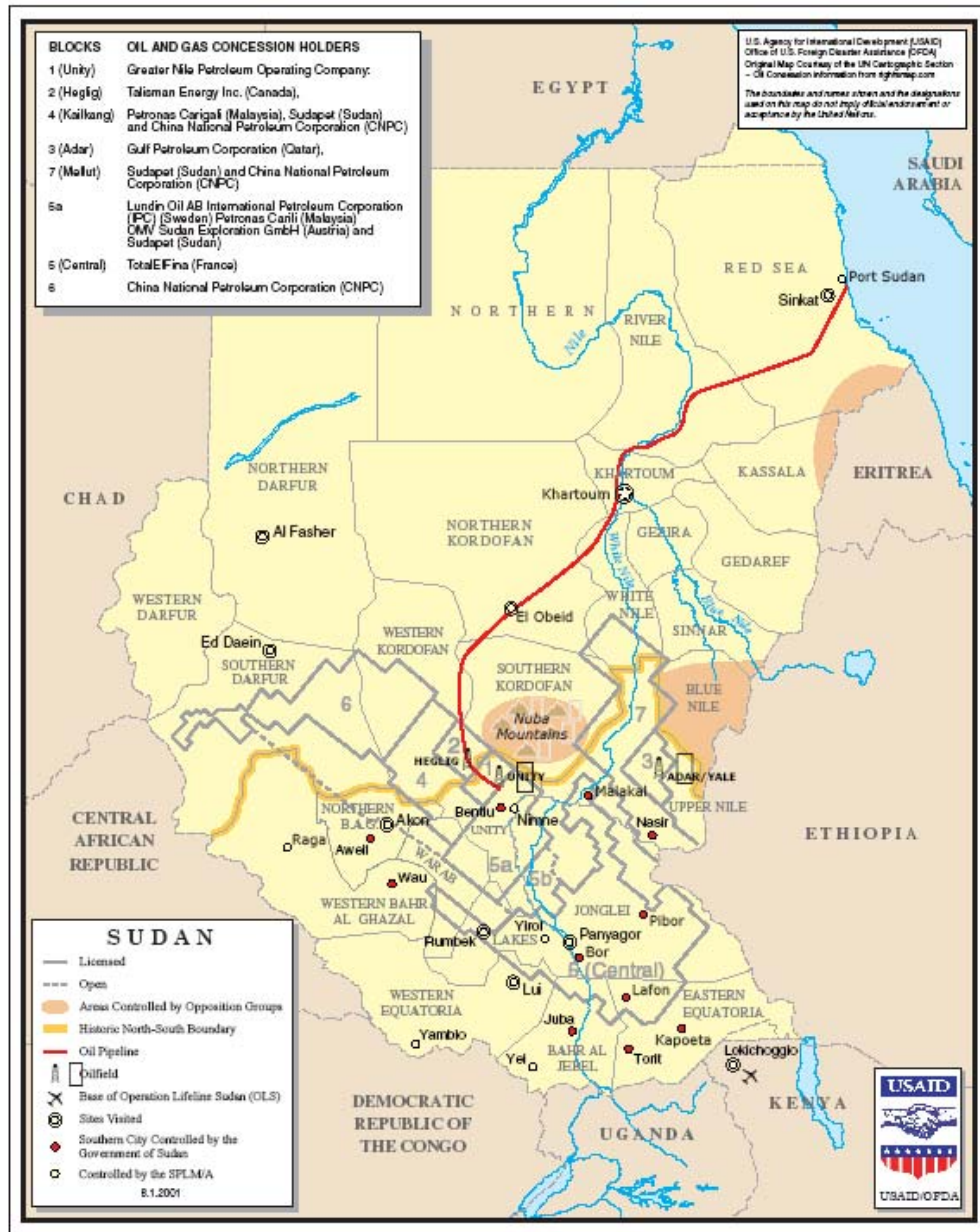 BLOCKS OIL AND GAS CONCESSION HOLDERS
1 (Unity) Greater Nile Petroleum Operating Company:
2 (Heglig) Talisman Energy Inc. (Canada),
4 (Kailkang) Petronas Carigali (Malaysia), Sudapet (Sudan)
and China National Petroleum Corporation (CNPC)
3 (Adar) Gulf Petroleum Corporation (Qatar),
7 (Mellut) Sudapet (Sudan) and China National Petroleum
Corporation (CNPC)
5a Lundin Oil AB International Petroleum Corporation
(IPC) (Sweden) Petronas Carili (Malaysia)
OMV Sudan Exploration GmbH (Austria) and
Sudapet (Sudan)
5 (Central) TotalElFina (France)
6 China National Petroleum Corporation (CNPC)
U.S. Agency for International Development (USAID)
Office of U.S. Foreign Disaster Assistance (OFDA)
Original Map Courtesy of the UN Cartographic Section
– Oil Concession information from rightsmap.com
The boundaries and names shown and the designations
used on this map do not imply official endorsement or
acceptance by the United Nations.
EGYPT
SAUDI
ARABIA
RED SEA
Port Sudan
Sinkat
NORTHERN
RIVER
NILE
Nile
NORTHERN
DARFUR
KHARTOUM
KASSALA
ERITREA
CHAD
Khartoum
Al Fasher
NORTHERN
KORDOFAN
GEZIRA
White Nile
GEDAREF
WESTERN
DARFUR
WHITE
NILE
Blue Nile
El Obeid
SINNAR
Ed Daein
SOUTHERN
DARFUR
WESTERN
KORDOFAN
SOUTHERN
KORDOFAN
BLUE
NILE
6
7
Nuba
Mountains
2
HEGLIG
4
1
UNITY
3
ADAR/YALE
Malakal
UPPER NILE
Bentiu
Nimne
NORTHERN
B.A.G.
Akon
UNITY
Nasir
CENTRAL
AFRICAN
REPUBLIC
Raga
Aweil
WARAB
5a
5b
ETHIOPIA
Wau
WESTERN BAHR
AL GHAZAL
JONGLEI
Pibor
Yirol
Rumbek
LAKES
Panyagor
Bor
5 (Central)
Lui
Lafon
WESTERN
EQUATORIA
EASTERN
EQUATORIA
Juba
Kapoeta
Yambio
Yei
BAHR AL
JEBEL
Torit
Lokichoggio
DEMOCRATIC
REPUBLIC OF
THE CONGO
UGANDA
KENYA
SUDAN
Licensed
Open
Areas Controlled by Opposition Groups
Historic North-South Boundary
Oil Pipeline
Oilfield
Base of Operation Lifeline Sudan (OLS)
Sites Visited
Southern City Controlled by the
Government of Sudan
Controlled by the SPLM/A
8.1.2001
USAID
USAID/OFDA